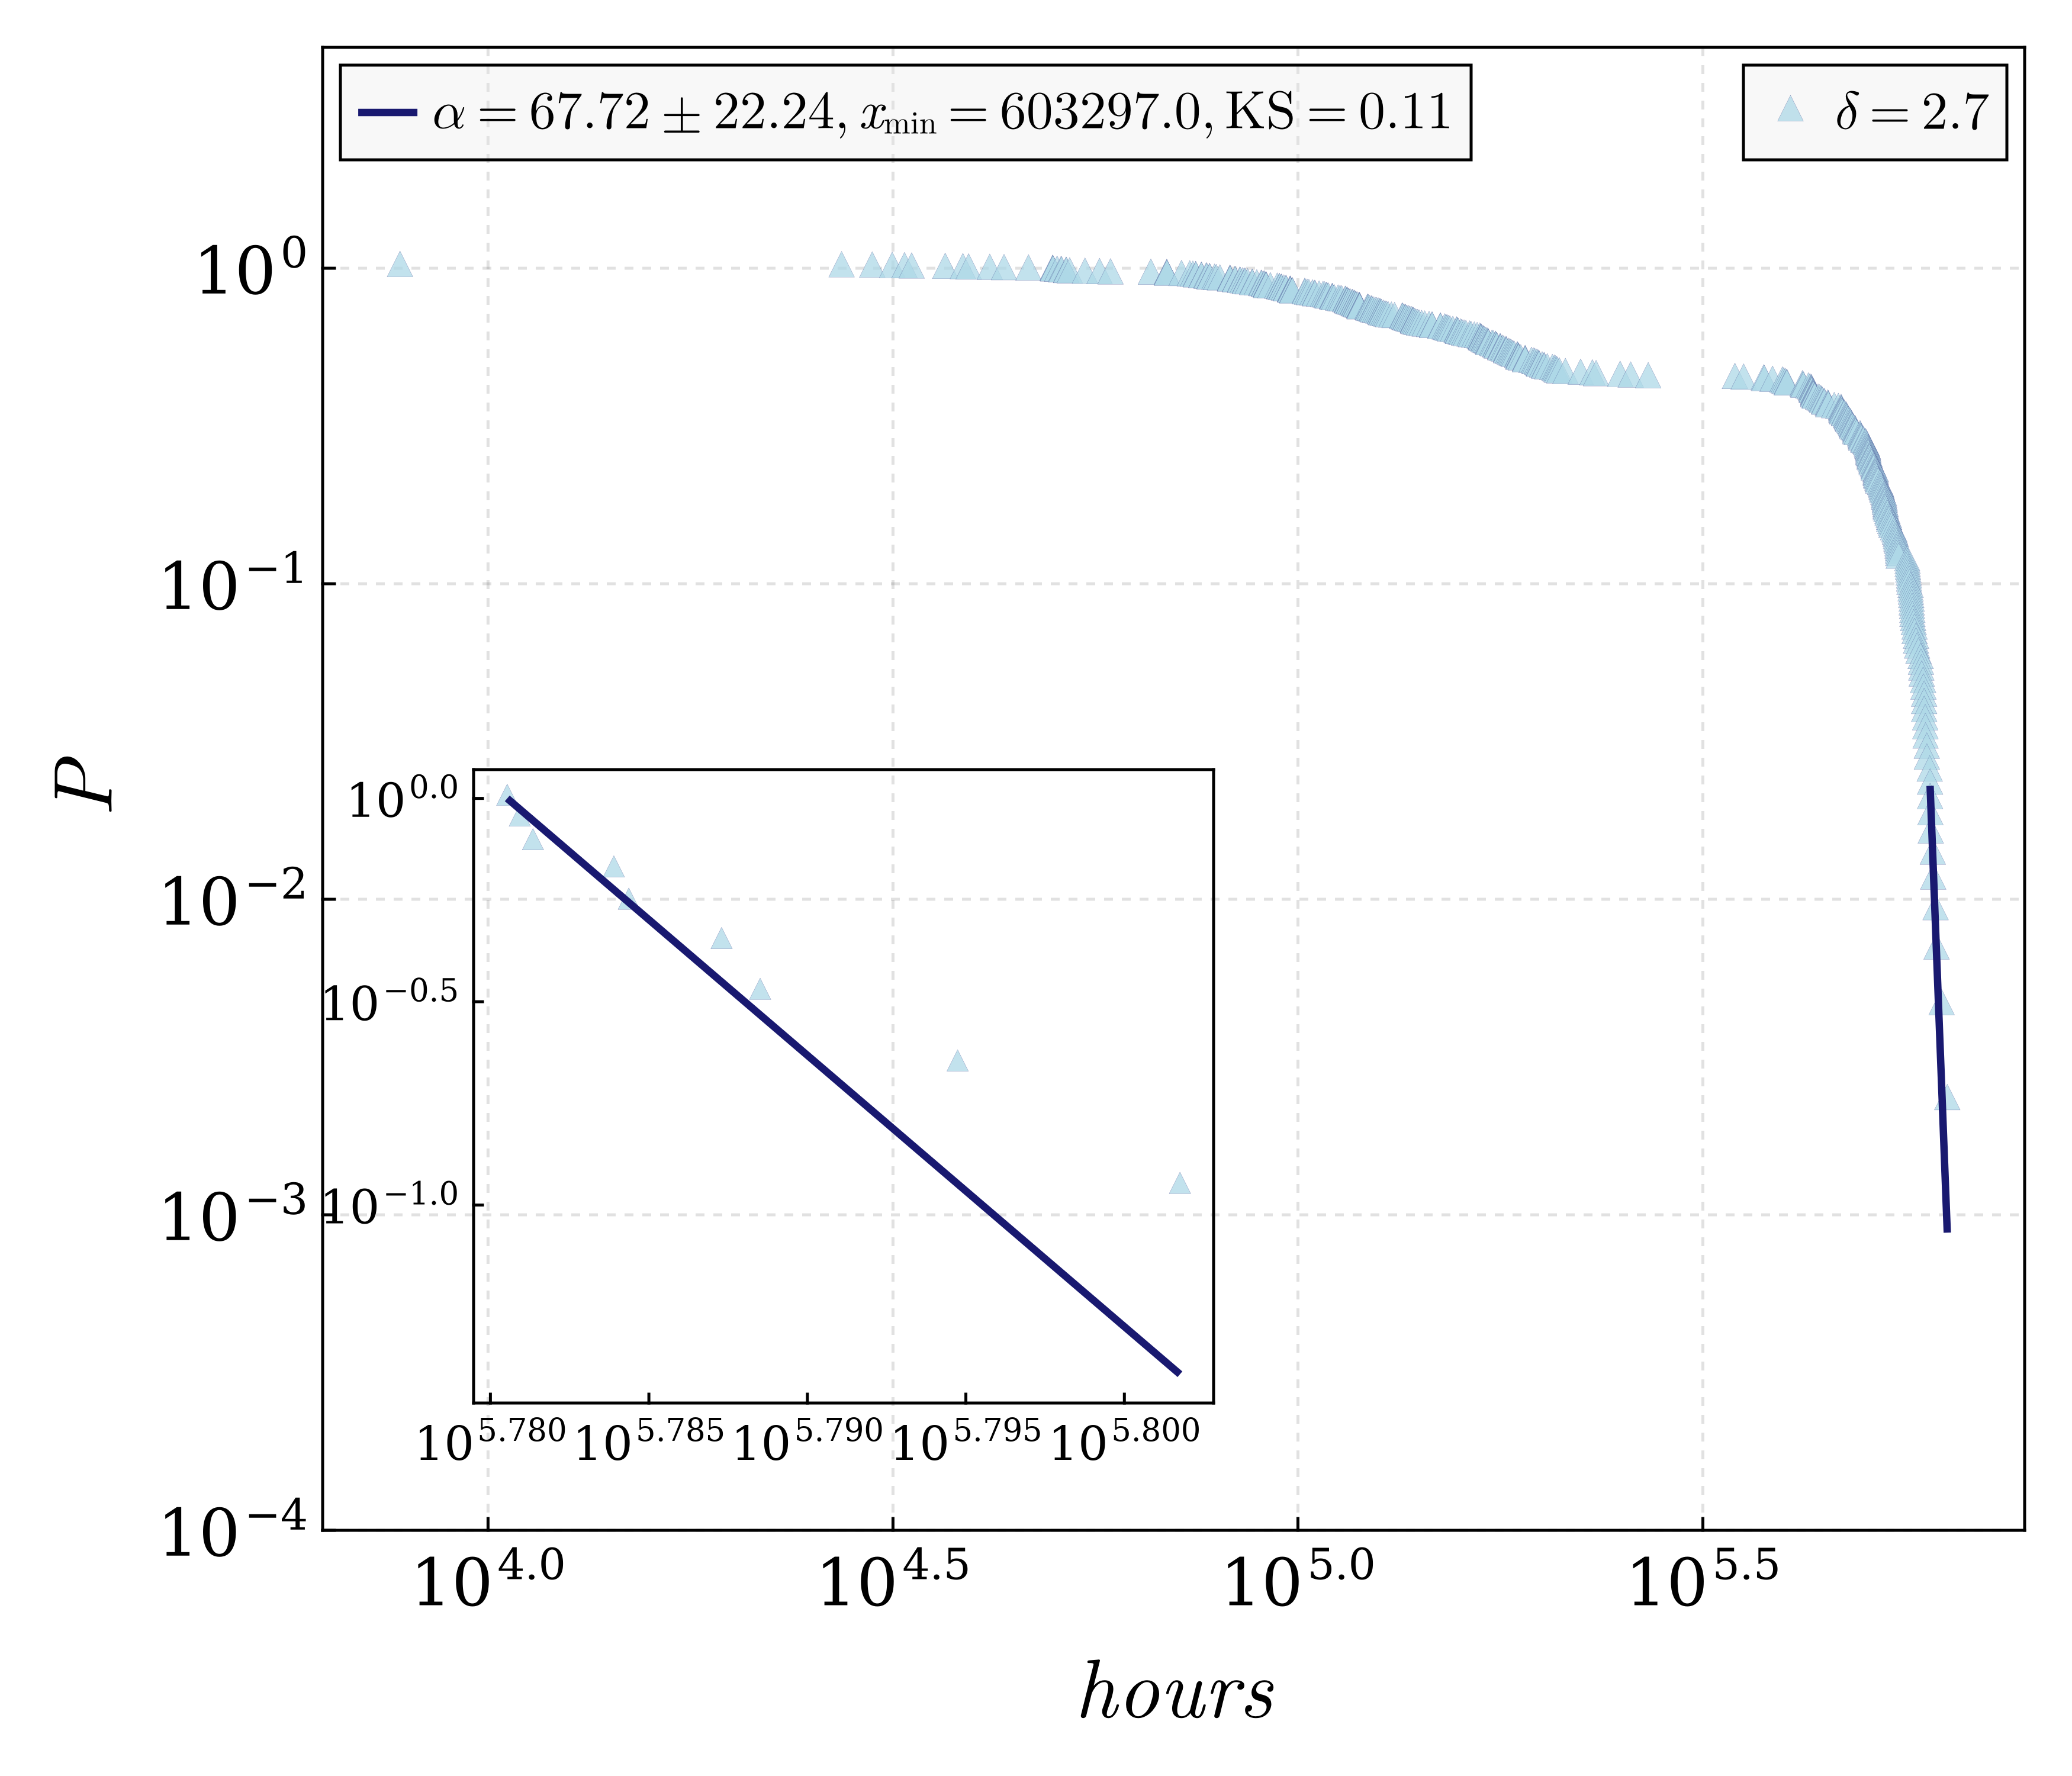 α = 67.72 ± 22.24, x_min = 603297.0, KS = 0.11
δ = 2.7
10^0
10^−1
10^−2
10^−3
10^−4
P
10^0.0
10^−0.5
10^−1.0
10^5.780 10^5.785 10^5.790 10^5.795 10^5.800
10^4.0 10^4.5 10^5.0 10^5.5
hours